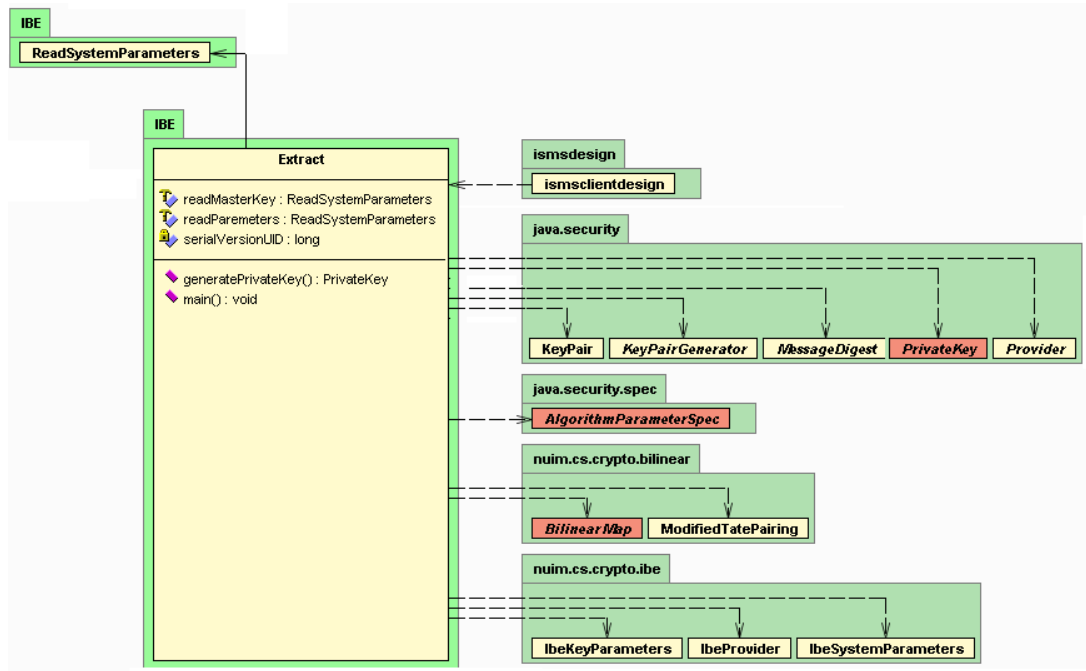 IBE
ReadSystemParameters
IBE
Extract
readMasterKey : ReadSystemParameters
readParemeters : ReadSystemParameters
serialVersionUID : long
generatePrivateKey() : PrivateKey
main() : void
ismsdesign
ismsclientdesign
java.security
KeyPair KeyPairGenerator MessageDigest PrivateKey Provider
java.security.spec
AlgorithmParameterSpec
nuim.cs.crypto.bilinear
BilinearMap ModifiedTatePairing
nuim.cs.crypto.ibe
IbeKeyParameters IbeProvider IbeSystemParameters